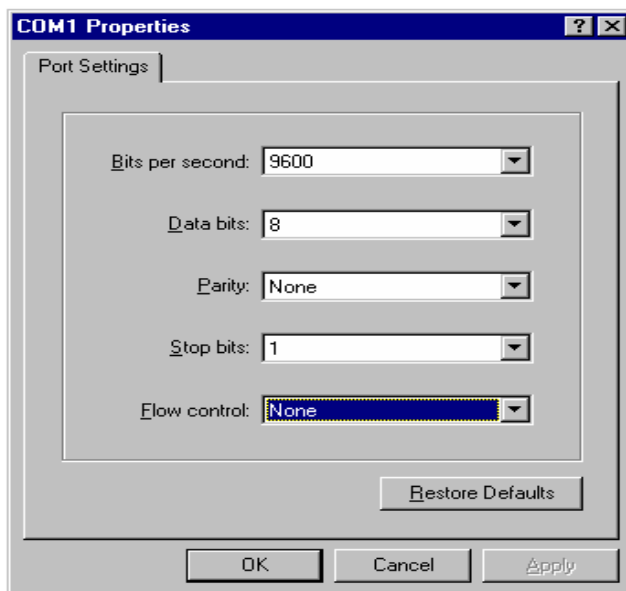 COM1 Properties
Port Settings
Bits per second: 9600
Data bits: 8
Parity: None
Stop bits: 1
Flow control: None
Restore Defaults
OK Cancel Apply